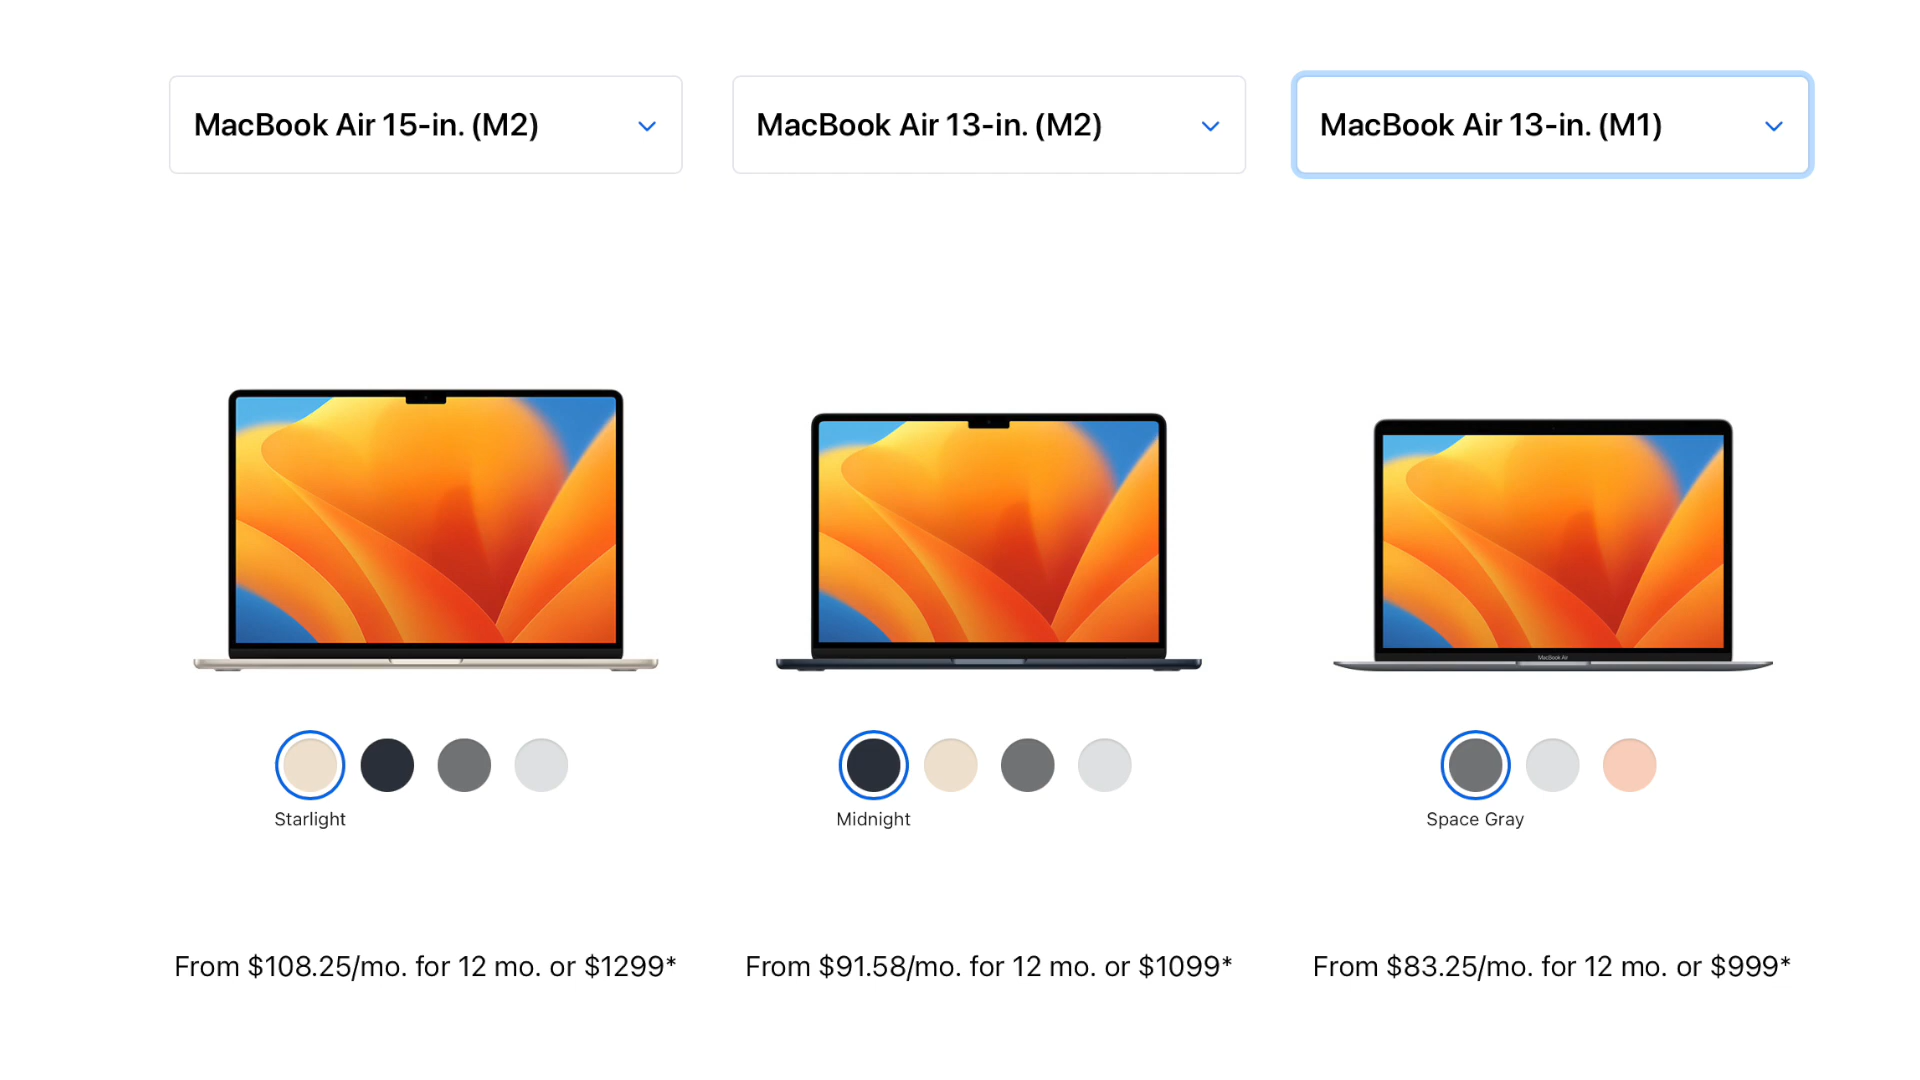 MacBook Air 15-in. (M2)
MacBook Air 13-in. (M2)
MacBook Air 13-in. (M1)
MacBook Air
Starlight
Midnight
Space Gray
From $108.25/mo. for 12 mo. or $1299*
From $91.58/mo. for 12 mo. or $1099*
From $83.25/mo. for 12 mo. or $999*